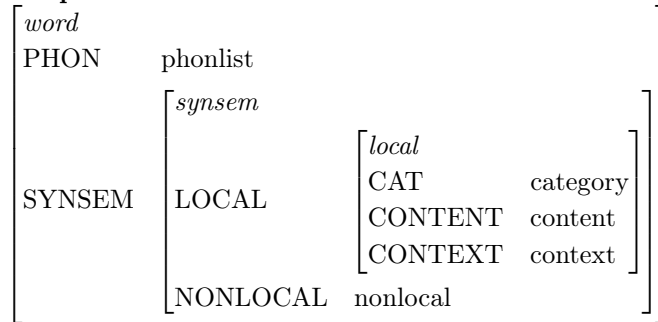 word
PHON phonlist
synsem
local
CAT category
SYNSEM LOCAL
CONTENT content
CONTEXT context
NONLOCAL nonlocal